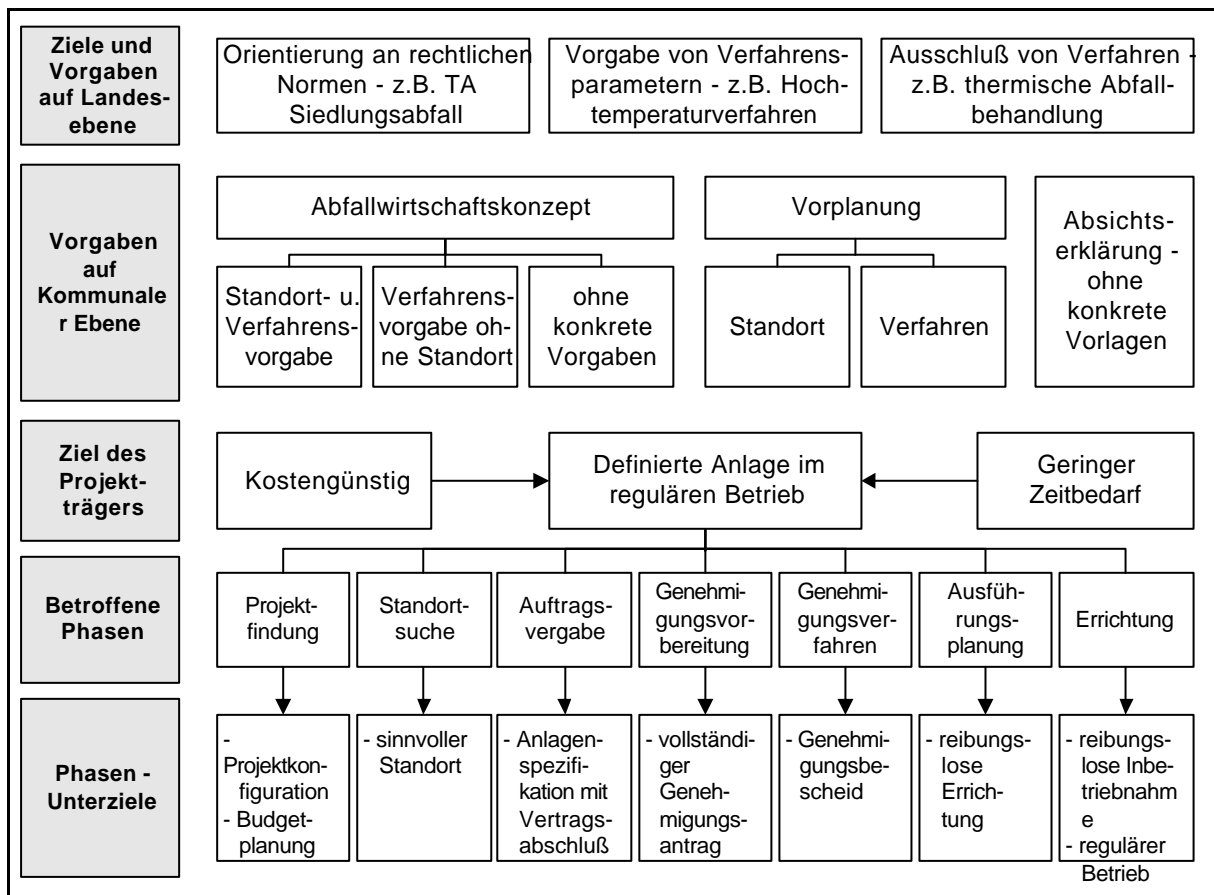 Ziele und
Vorgaben
auf Landes-
ebene
Orientierung an rechtlichen
Normen - z.B. TA
Siedlungsabfall
Vorgabe von Verfahrens-
parametern - z.B. Hoch-
temperaturverfahren
Ausschluß von Verfahren -
z.B. thermische Abfall-
behandlung
Vorgaben
auf
Kommunale
r Ebene
Abfallwirtschaftskonzept
Standort- u.
Verfahrens-
vorgabe
Verfahrens-
vorgabe oh-
ne Standort
ohne
konkrete
Vorgaben
Vorplanung
Standort
Verfahren
Absichts-
erklärung -
ohne
konkrete
Vorlagen
Ziel des
Projekt-
trägers
Kostengünstig
Definierte Anlage im
regulären Betrieb
Geringer
Zeitbedarf
Betroffene
Phasen
Projekt-
findung
Standort-
suche
Auftrags-
vergabe
Genehmi-
gungsvor-
bereitung
Genehmi-
gungsver-
fahren
Ausfüh-
rungs-
planung
Errichtung
Phasen -
Unterziele
-
Projektkon-
figuration
- Budget-
planung
- sinnvoller
Standort
- Anlagen-
spezifi-
kation mit
Vertrags-
abschluß
- vollständi-
ger
Geneh-
migungs-
antrag
- Genehmi-
gungsbe-
scheid
- reibungs-
lose
Errich-
tung
- reibungs-
lose Inbe-
triebnahm
e
- regulärer
Betrieb